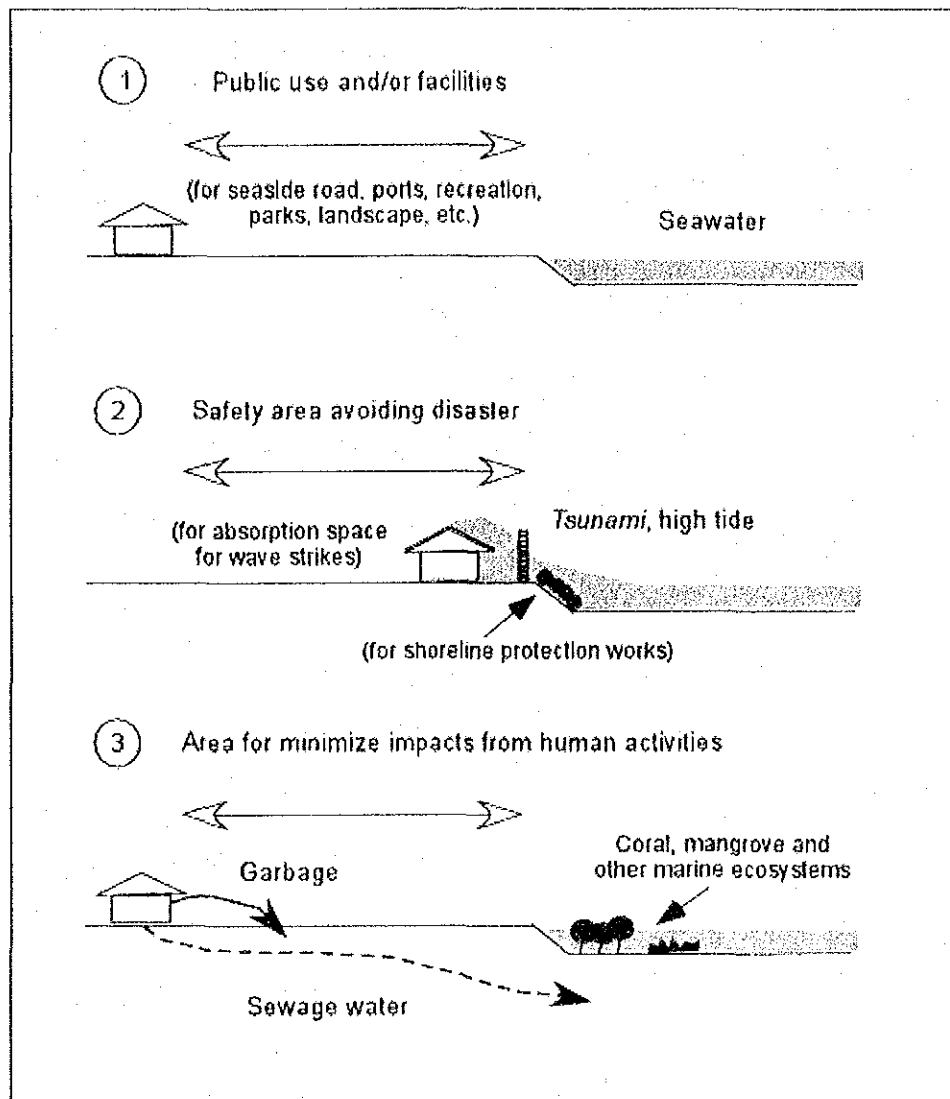 1 Public use and/or facilities
(for seaside road, ports, recreation,
parks, landscape, etc.)
Seawater
2 Safety area avoiding disaster
(for absorption space
for wave strikes)
Tsunami, high tide
(for shoreline protection works)
3 Area for minimize impacts from human activities
Coral, mangrove and
other marine ecosystems
Garbage
Sewage water